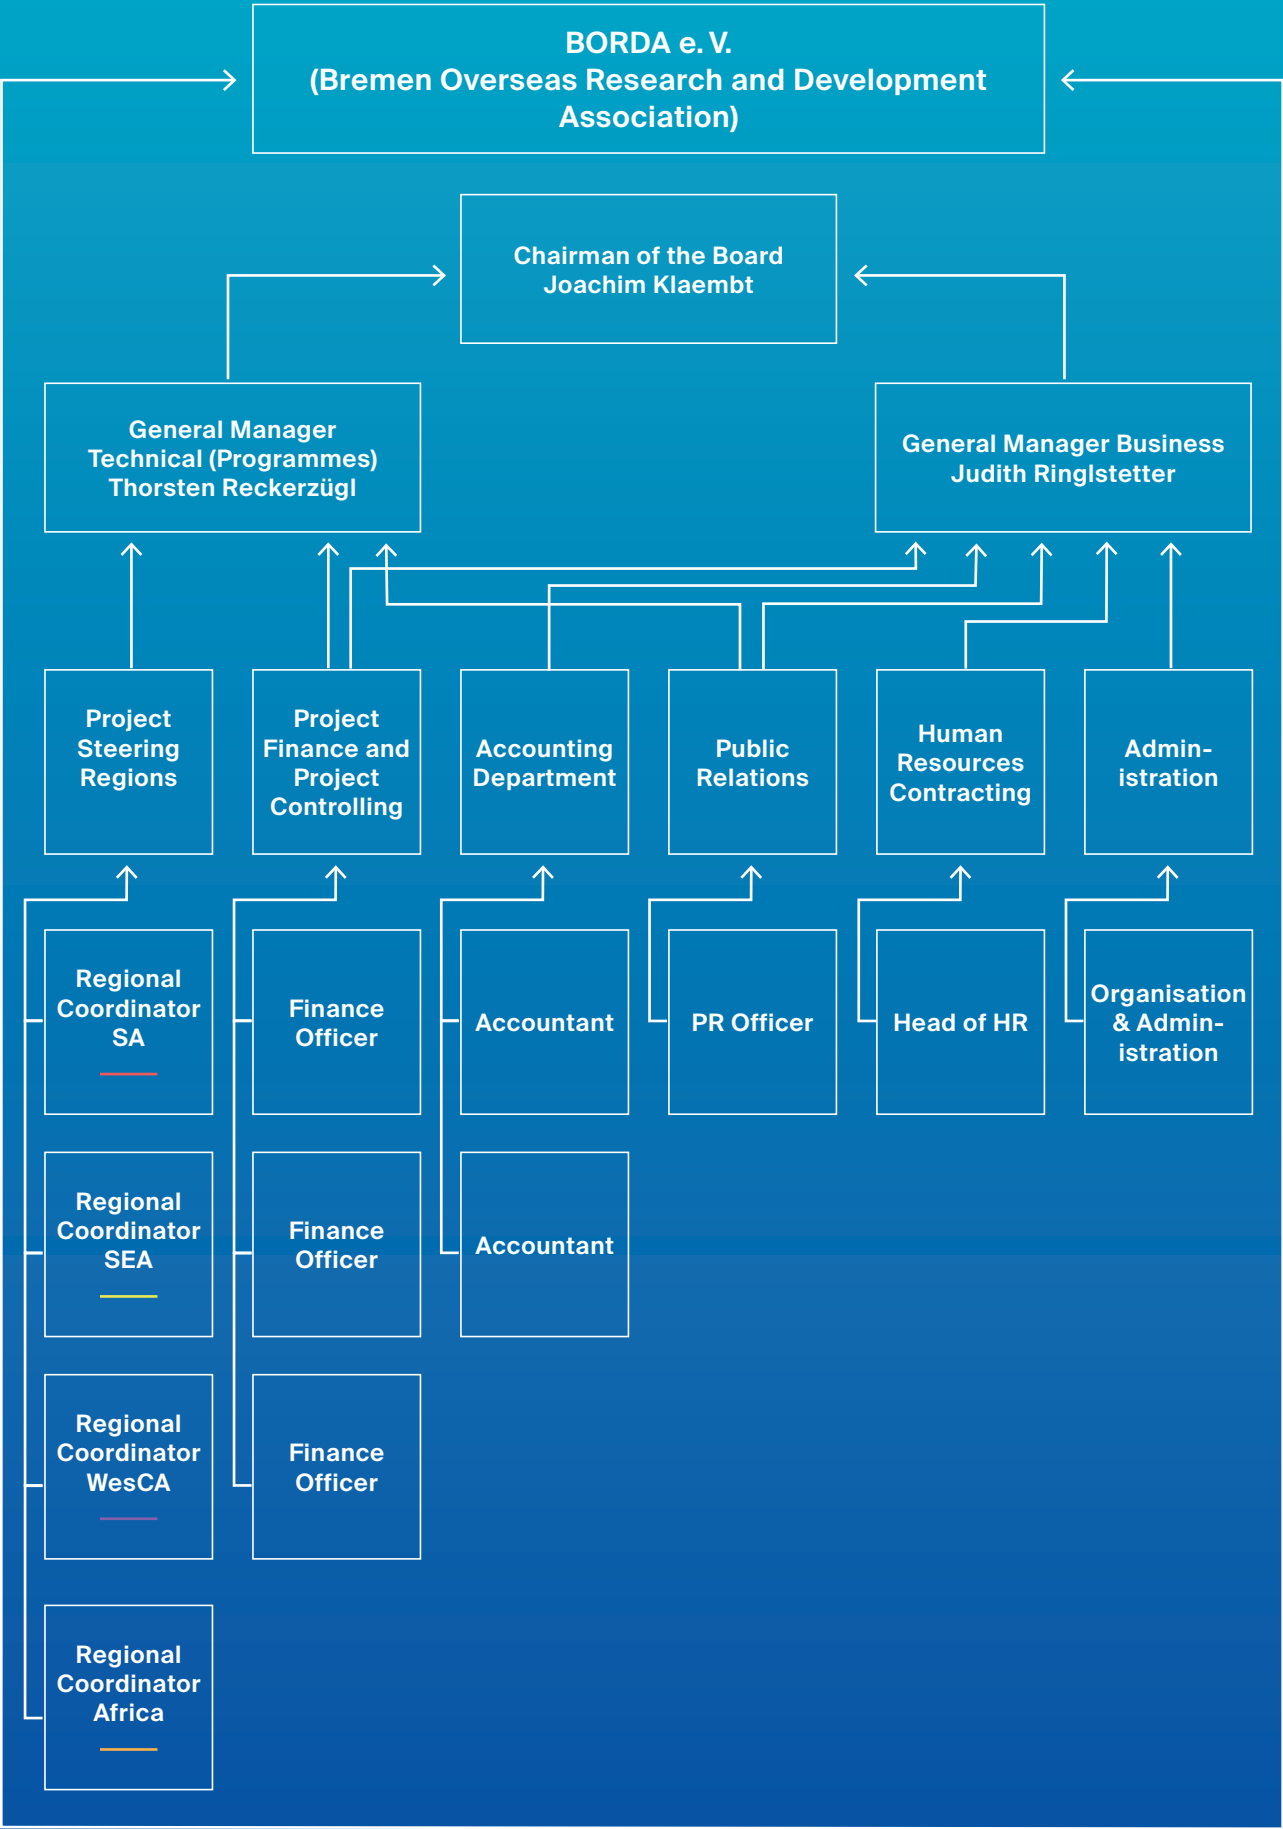 BORDA e. V.
(Bremen Overseas Research and Development
Association)
Chairman of the Board
Joachim Klaembt
General Manager
Technical (Programmes)
Thorsten Reckerzügl
General Manager Business
Judith Ringlstetter
Project
Steering
Regions
Project
Finance and
Project
Controlling
Accounting
Department
Public
Relations
Human
Resources
Contracting
Admin-
istration
Regional
Coordinator
SA
Finance
Officer
Accountant
PR Officer
Head of HR
Organisation
& Admin-
istration
Regional
Coordinator
SEA
Finance
Officer
Accountant
Regional
Coordinator
WesCA
Finance
Officer
Regional
Coordinator
Africa